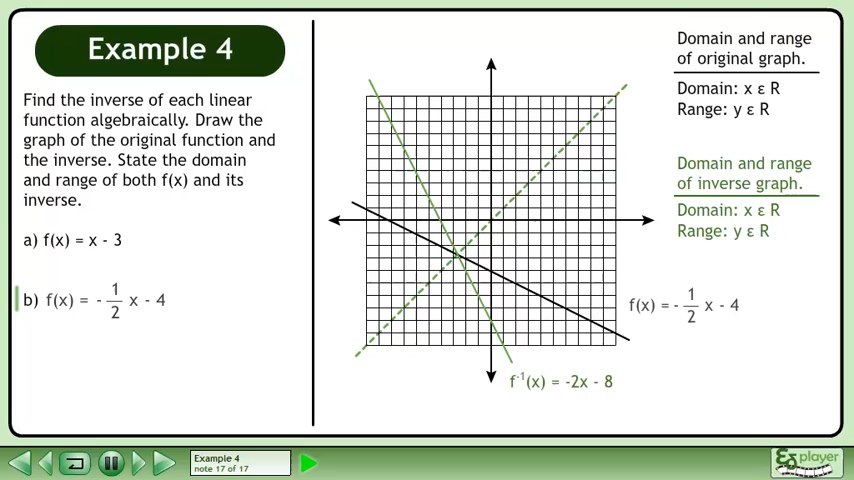 Example 4
Find the inverse of each linear
function algebraically. Draw the
graph of the original function and
the inverse. State the domain
and range of both f(x) and its
inverse.
a) f(x) = x - 3
b) f(x) = - 1/2 x - 4
Domain and range
of original graph.
Domain: x ε R
Range: y ε R
Domain and range
of inverse graph.
Domain: x ε R
Range: y ε R
f(x) = - 1/2 x - 4
f⁻¹(x) = -2x - 8
Example 4
note 17 of 17
player